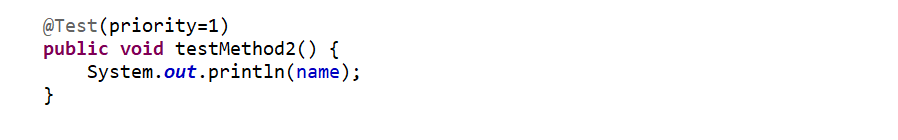 @Test(priority=1)
public void testMethod2() {
    System.out.println(name);
}